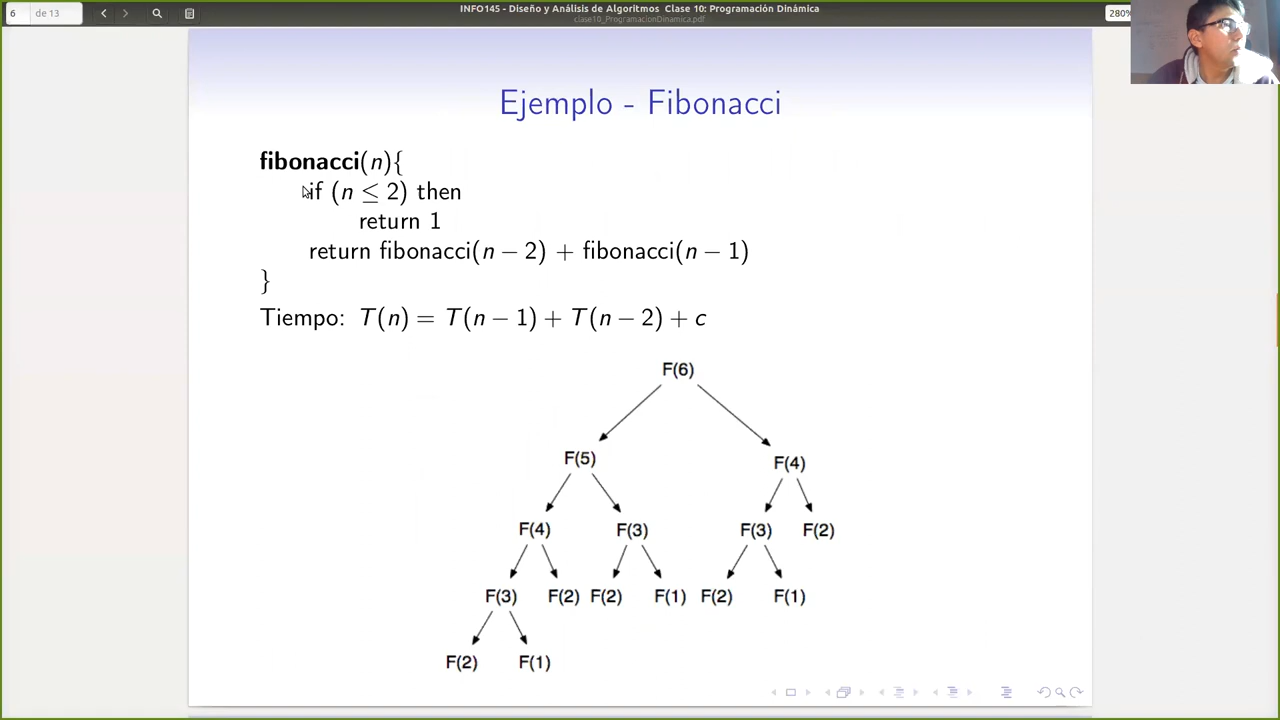 6 de 13
INFO145 - Diseño y Análisis de Algoritmos Clase 10: Programación Dinámica
clase10_ProgramacionDinamica.pdf
280%
Ejemplo - Fibonacci
fibonacci(n){
if (n ≤ 2) then
return 1
return fibonacci(n − 2) + fibonacci(n − 1)
}
Tiempo: T(n) = T(n − 1) + T(n − 2) + c
F(6)
F(5) F(4)
F(4) F(3) F(3) F(2)
F(3) F(2) F(2) F(1) F(2) F(1)
F(2) F(1)